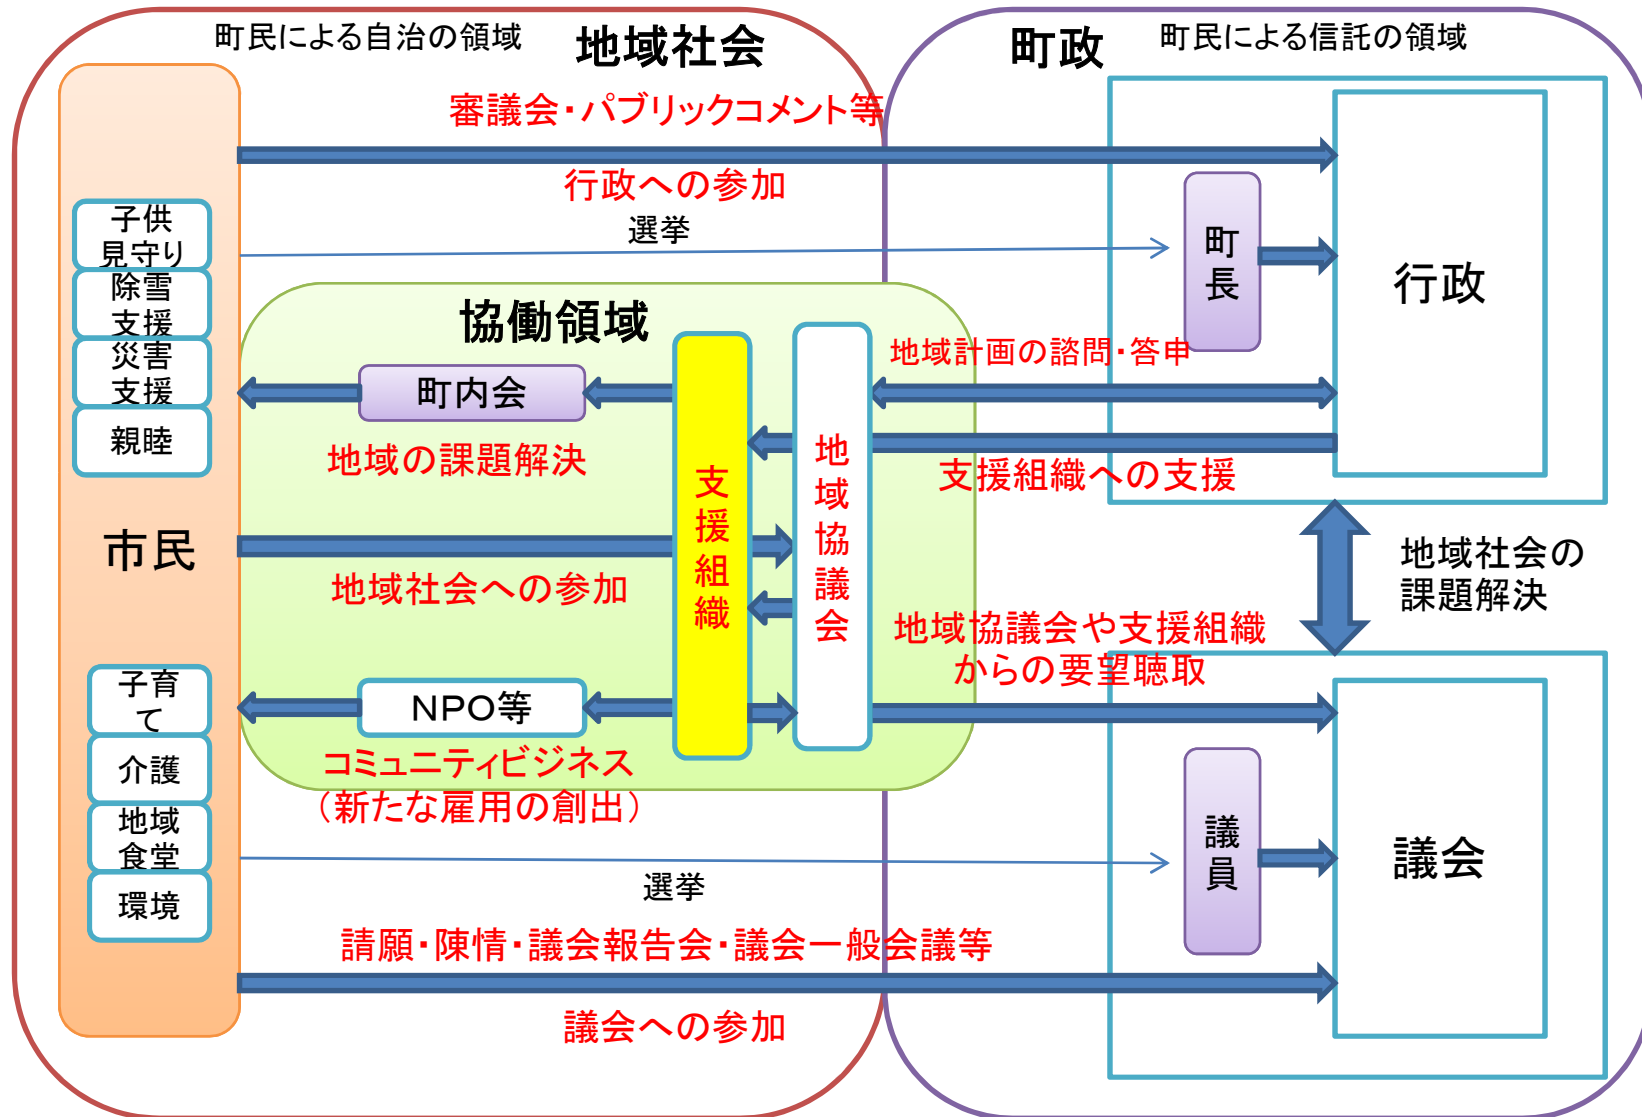 町民による自治の領域
地域社会
町政
町民による信託の領域
審議会・パブリックコメント等
行政への参加
選挙
子供
見守り
除雪
支援
災害
支援
親睦
市民
子育
て
介護
地域
食堂
環境
協働領域
町内会
地域の課題解決
地域社会への参加
NPO等
コミュニティビジネス
（新たな雇用の創出）
支援組織
地域協議会
地域計画の諮問・答申
支援組織への支援
町長
行政
地域社会の
課題解決
地域協議会や支援組織
からの要望聴取
議員
議会
選挙
請願・陳情・議会報告会・議会一般会議等
議会への参加